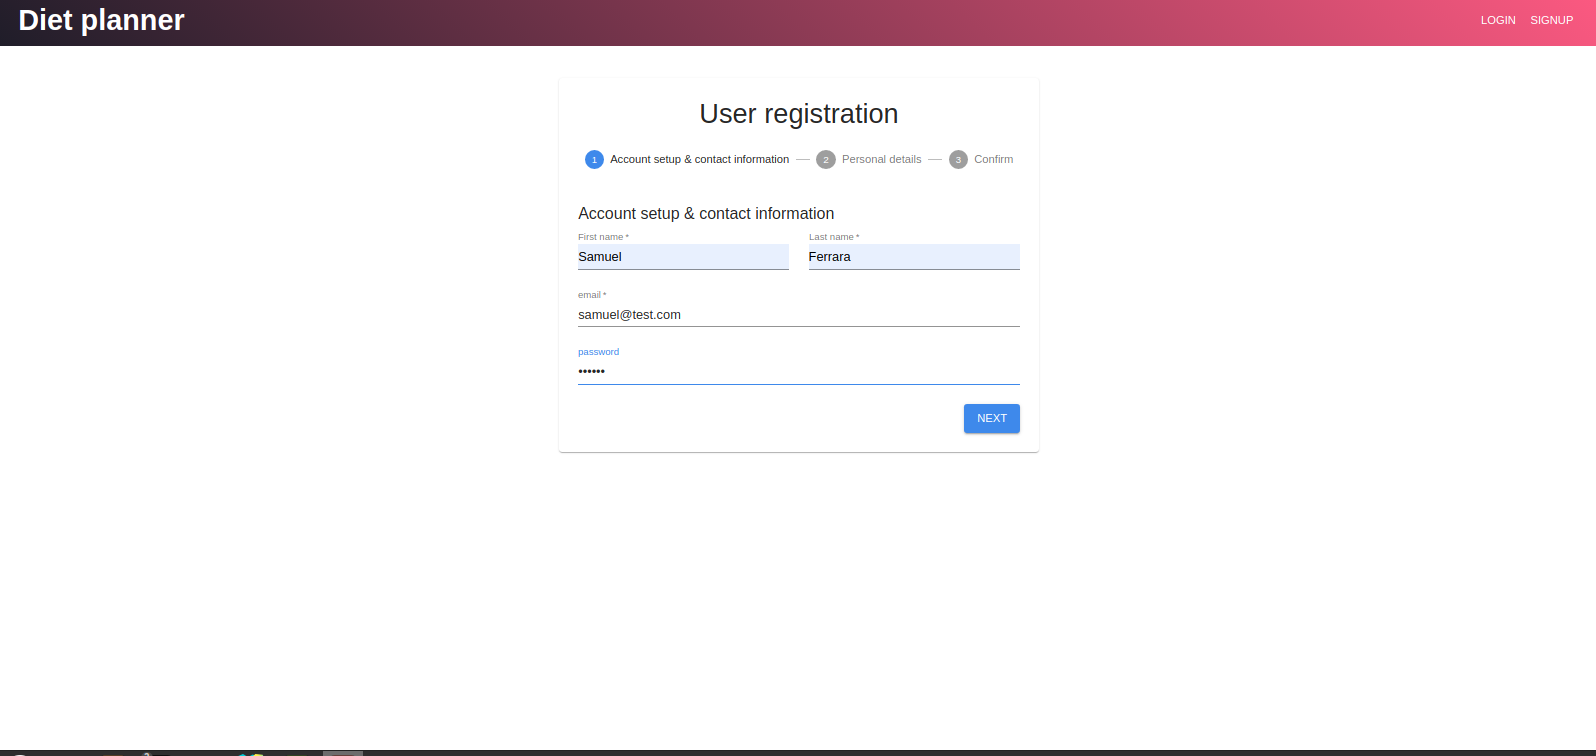 Diet planner
LOGIN SIGNUP
User registration
1 Account setup & contact information 2 Personal details 3 Confirm
Account setup & contact information
First name * Last name *
Samuel Ferrara
email *
samuel@test.com
password
••••••
NEXT